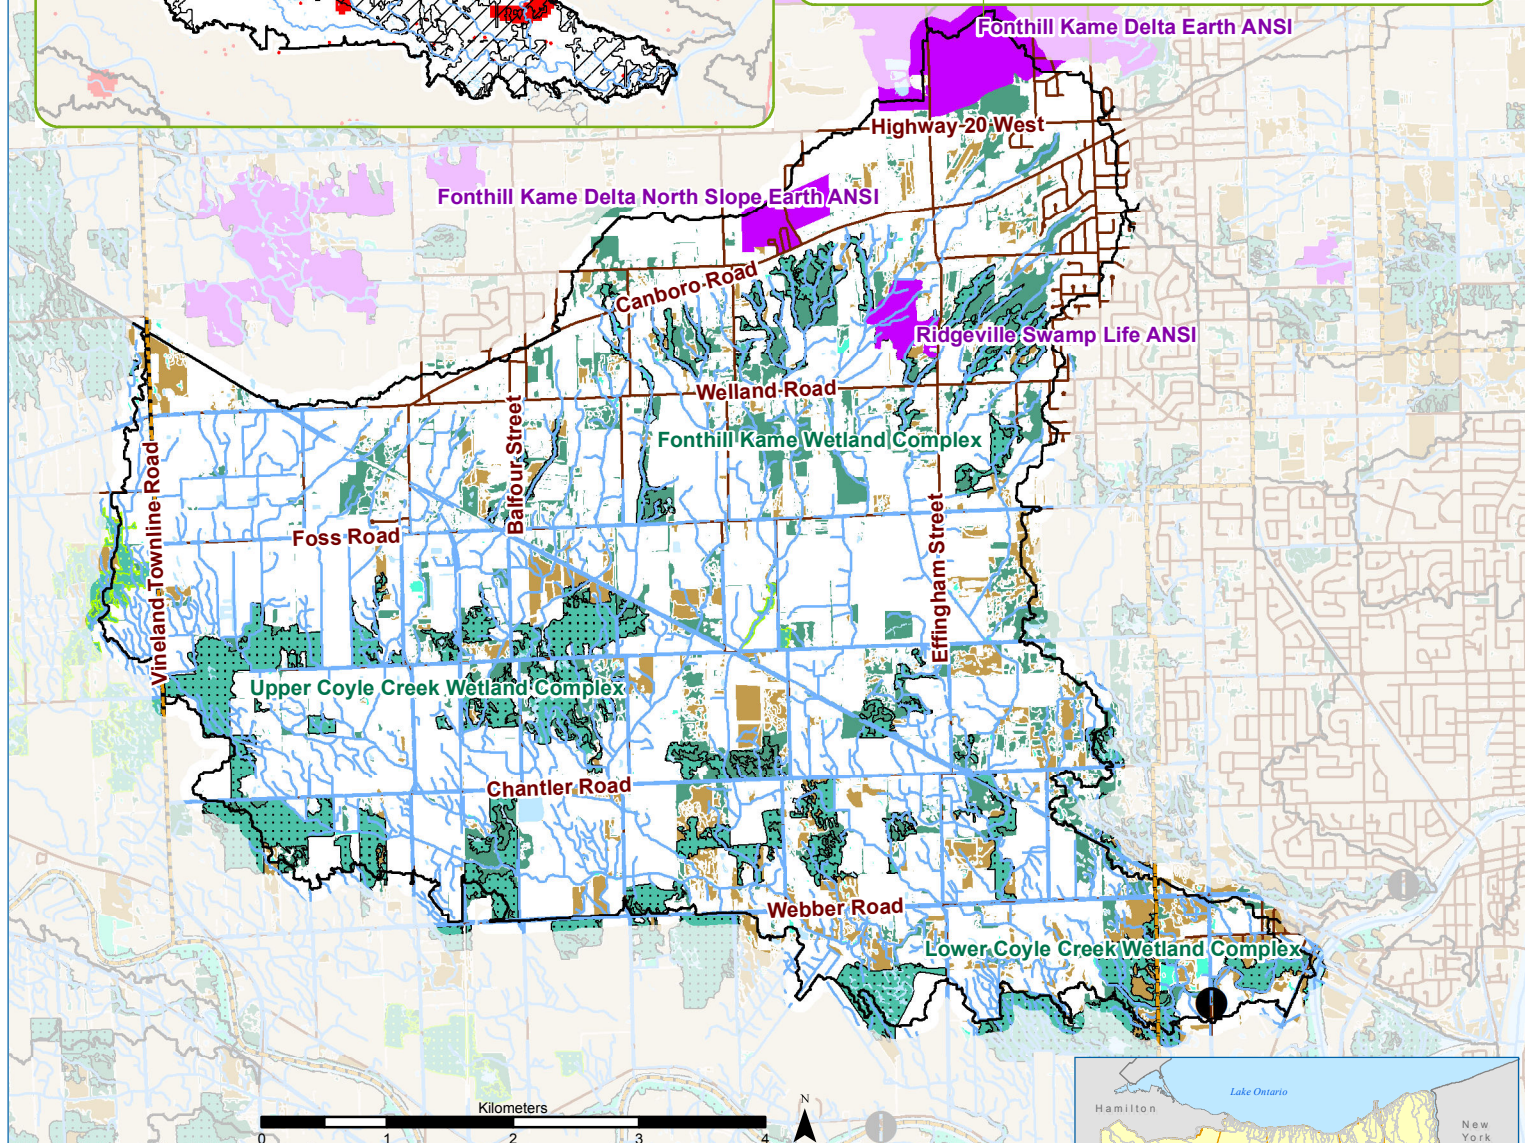 Fonthill Kame Delta Earth ANSI
Highway 20 West
Fonthill Kame Delta North Slope Earth ANSI
Canboro Road
Ridgeville Swamp Life ANSI
Welland Road
Balfour Street
Fonthill Kame Wetland Complex
Vineland Townline Road
Foss Road
Effingham Street
Upper Coyle Creek Wetland Complex
Chantler Road
Webber Road
Lower Coyle Creek Wetland Complex
Kilometers
0 1 2 3 4
N
Lake Ontario
Hamilton
New
York